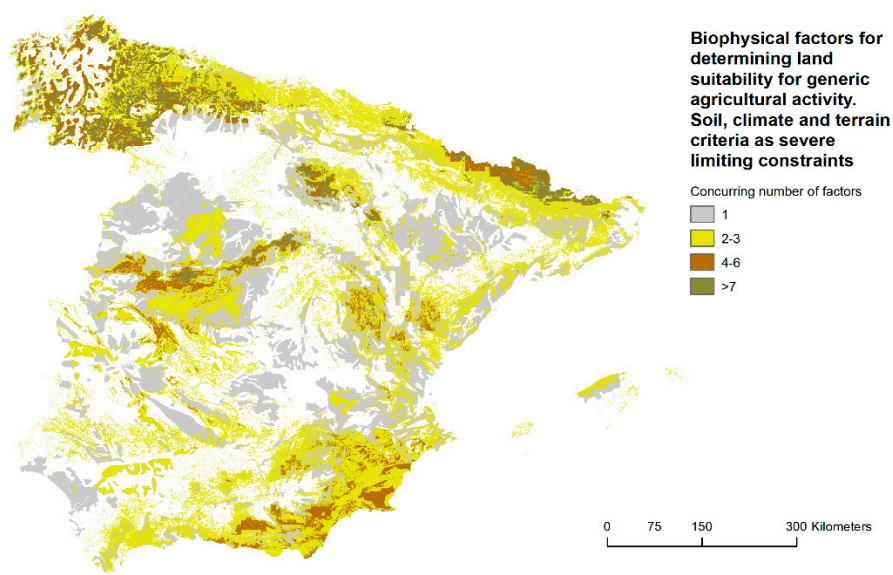 Biophysical factors for
determining land
suitability for generic
agricultural activity.
Soil, climate and terrain
criteria as severe
limiting constraints
Concurring number of factors
1
2-3
4-6
>7
0 75 150 300 Kilometers